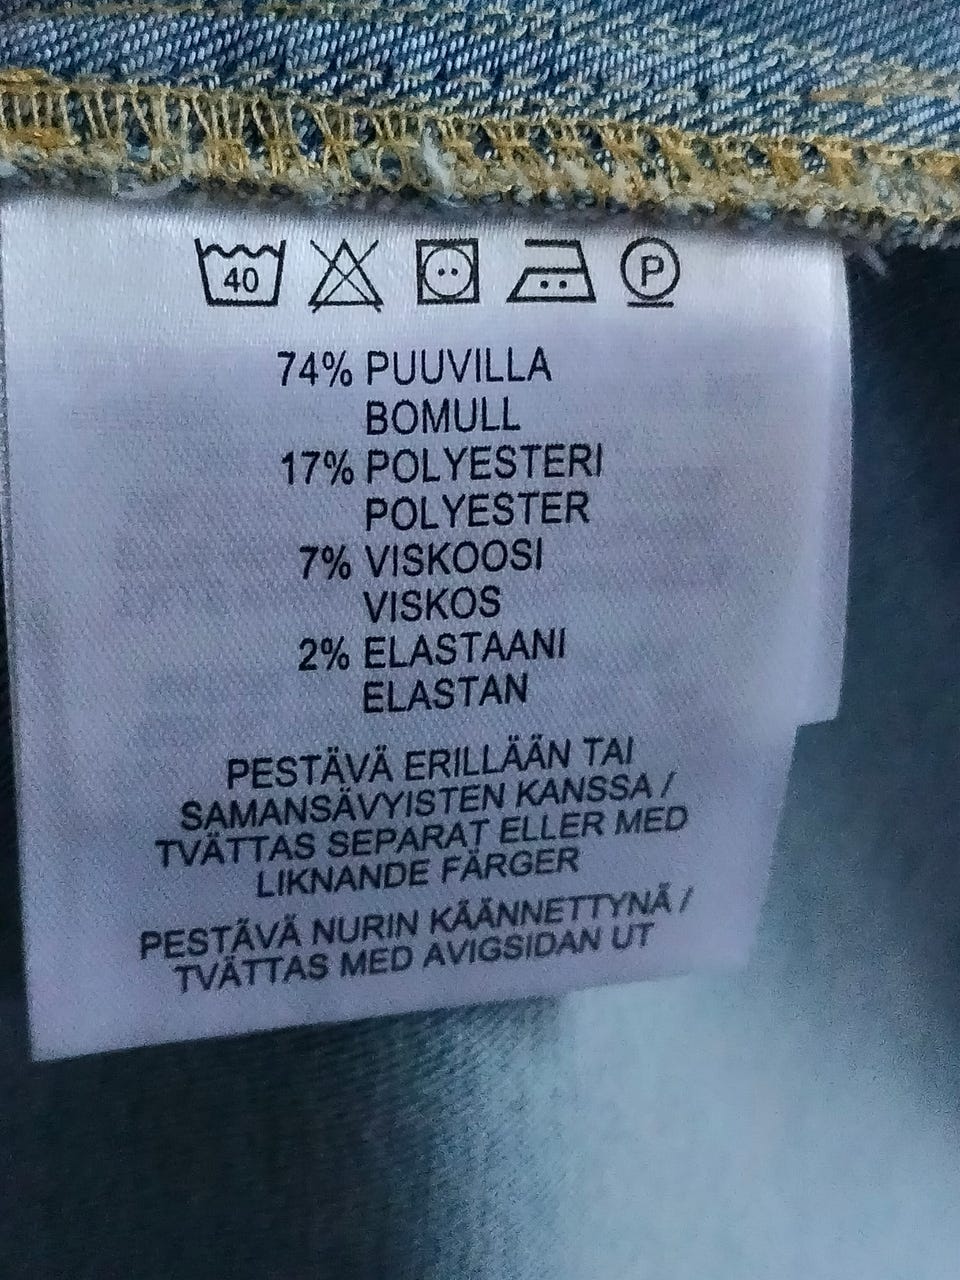 40 P
74% PUUVILLA
BOMULL
17% POLYESTERI
POLYESTER
7% VISKOOSI
VISKOS
2% ELASTAANI
ELASTAN
PESTÄVÄ ERILLÄÄN TAI
SAMANSÄVYISTEN KANSSA /
TVÄTTAS SEPARAT ELLER MED
LIKNANDE FÄRGER
PESTÄVÄ NURIN KÄÄNNETTYNÄ /
TVÄTTAS MED AVIGSIDAN UT